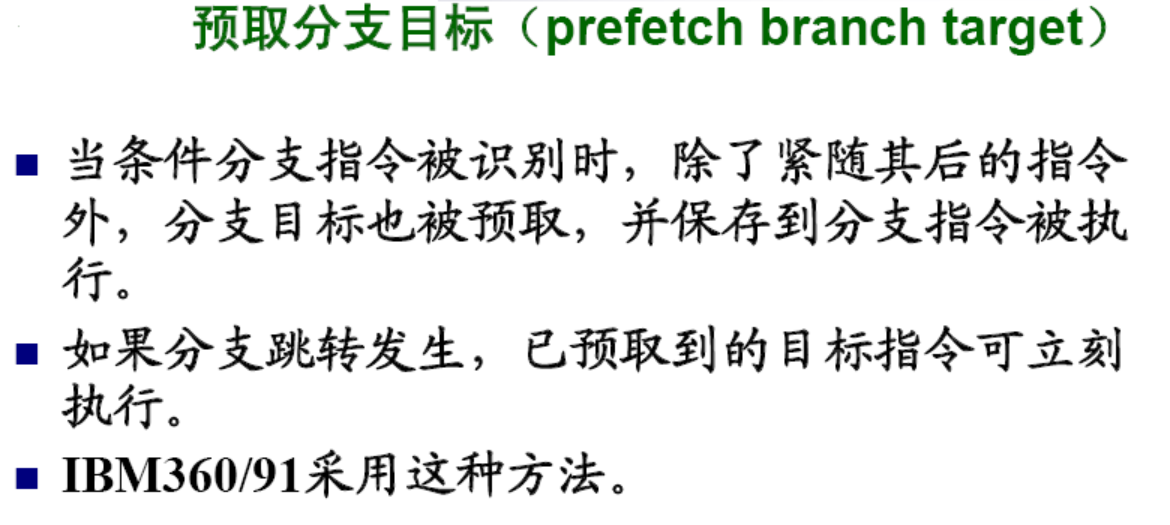 预取分支目标（prefetch branch target）
■ 当条件分支指令被识别时，除了紧随其后的指令
外，分支目标也被预取，并保存到分支指令被执
行。
■ 如果分支跳转发生，已预取到的目标指令可立刻
执行。
■ IBM360/91采用这种方法。